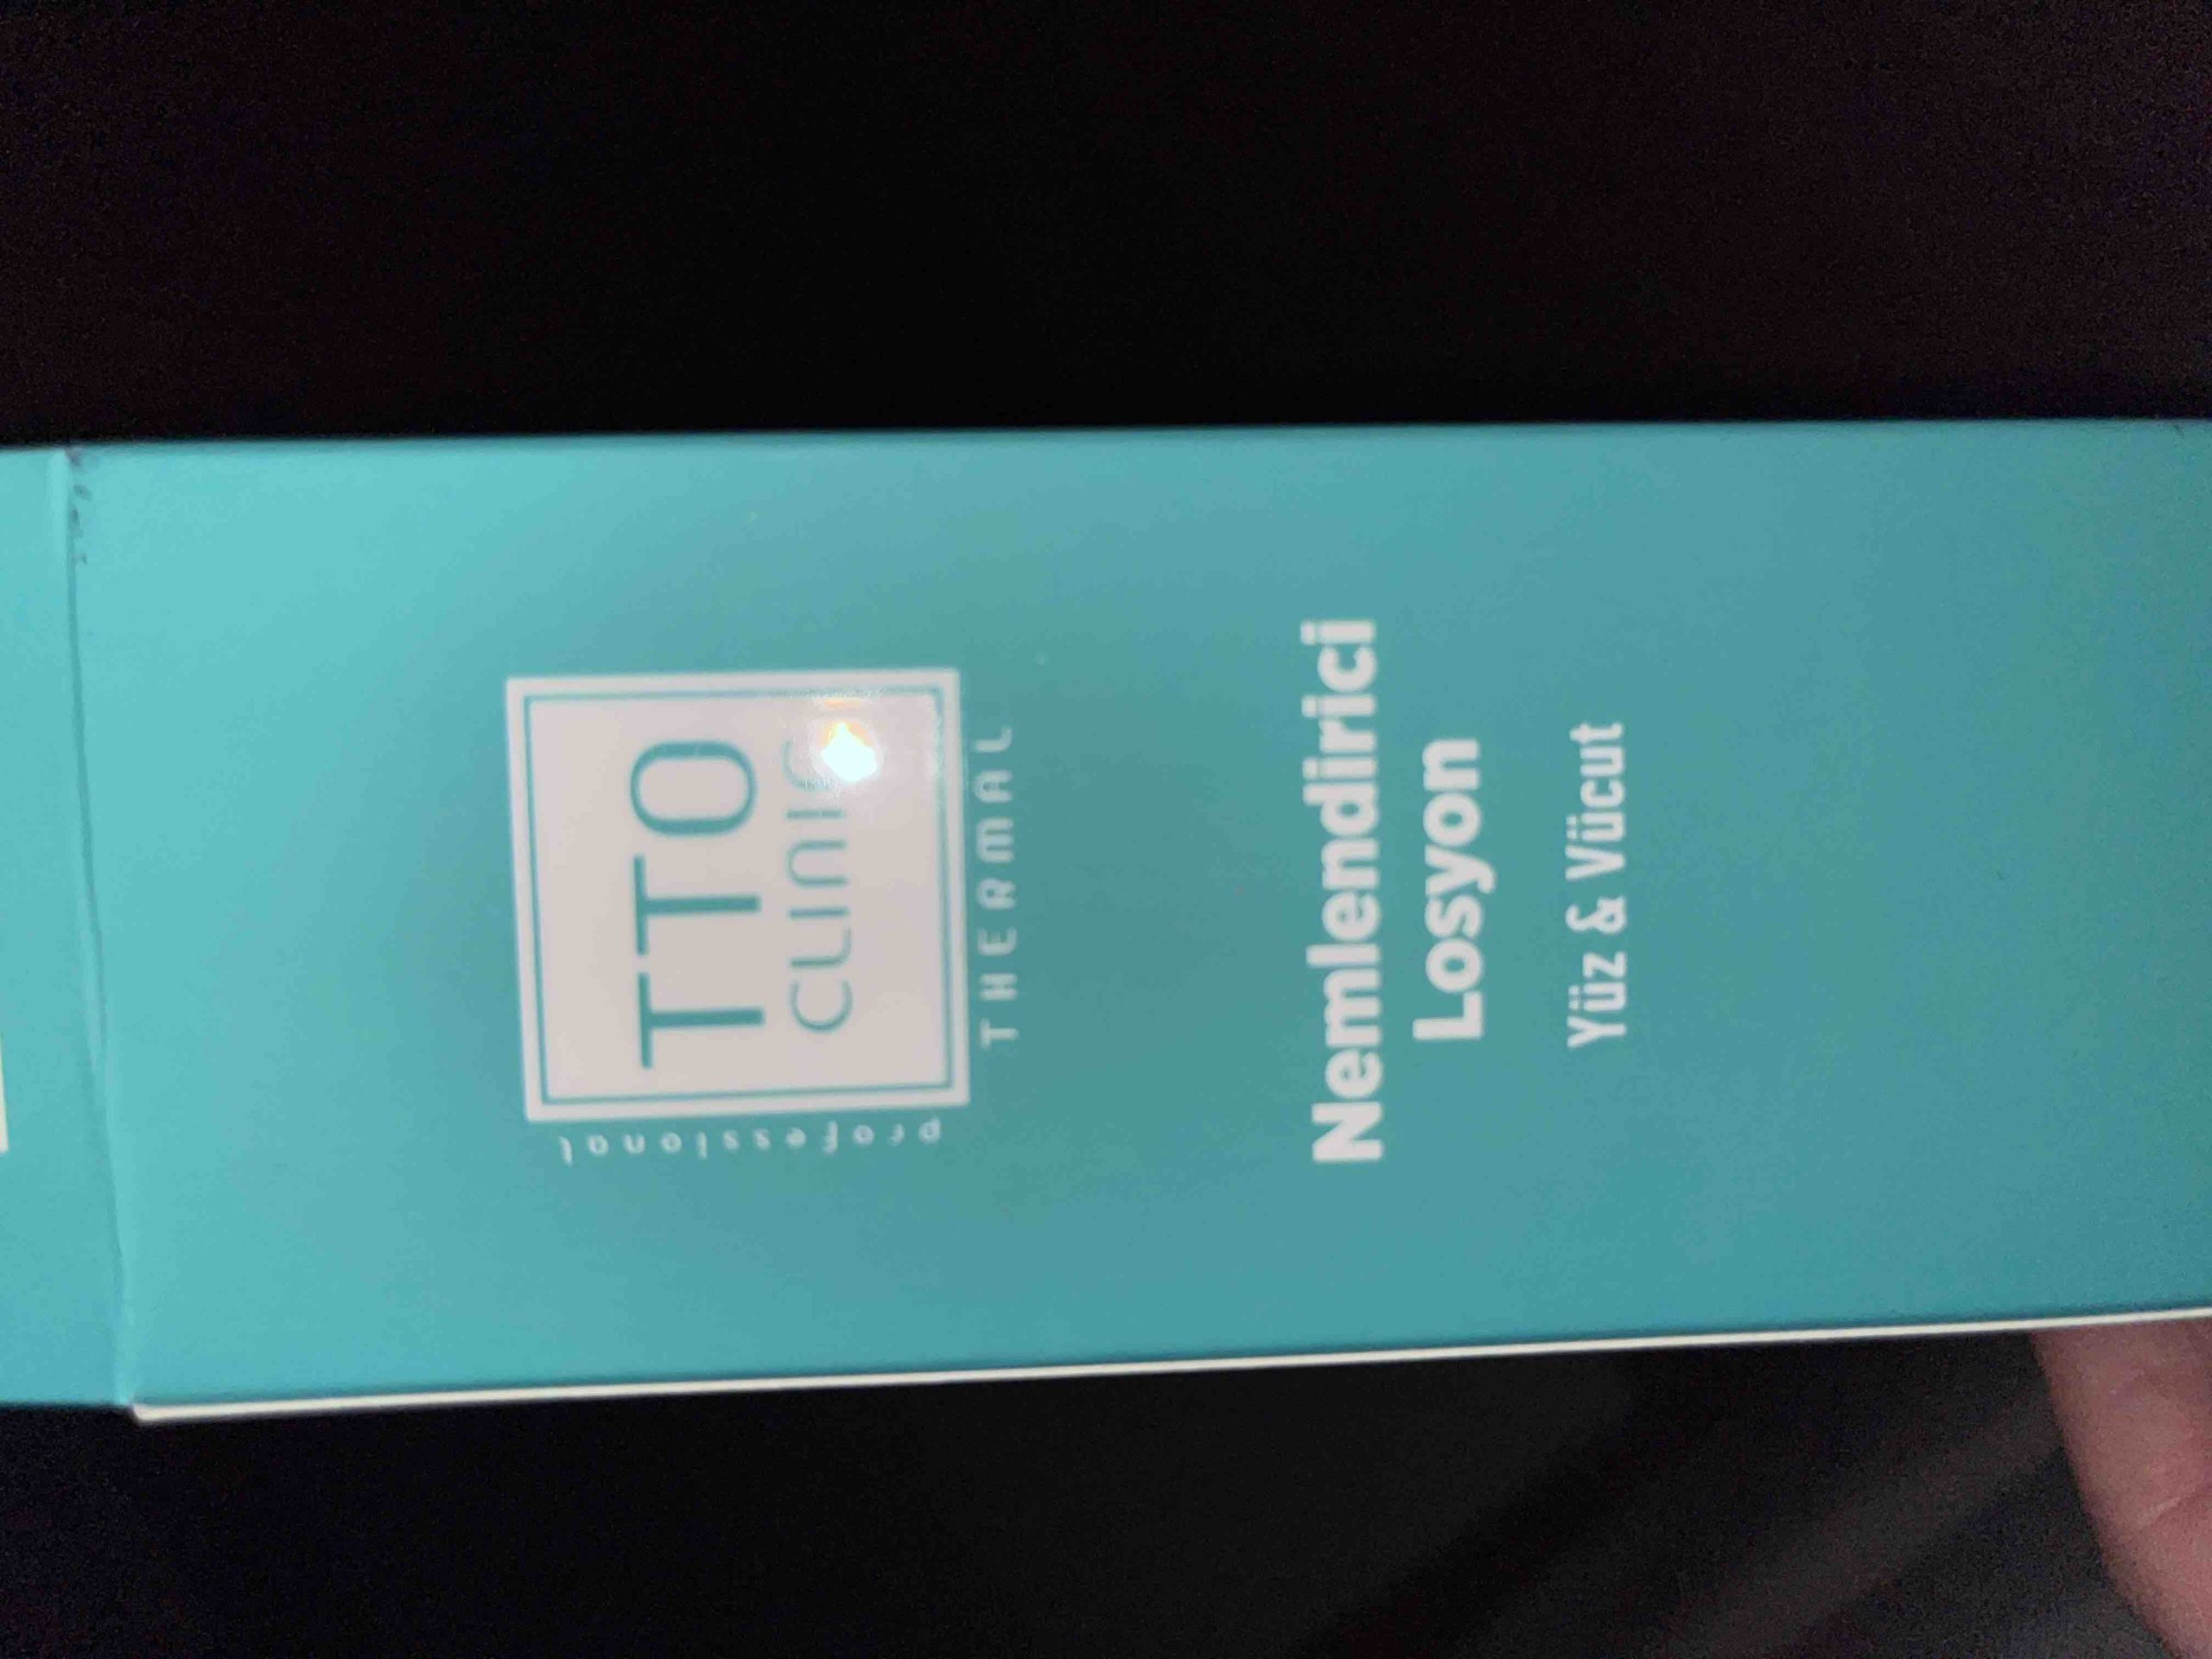 professional
TTO
CLINIC
THERMAL
Nemlendirici
Losyon
Yüz & Vücut